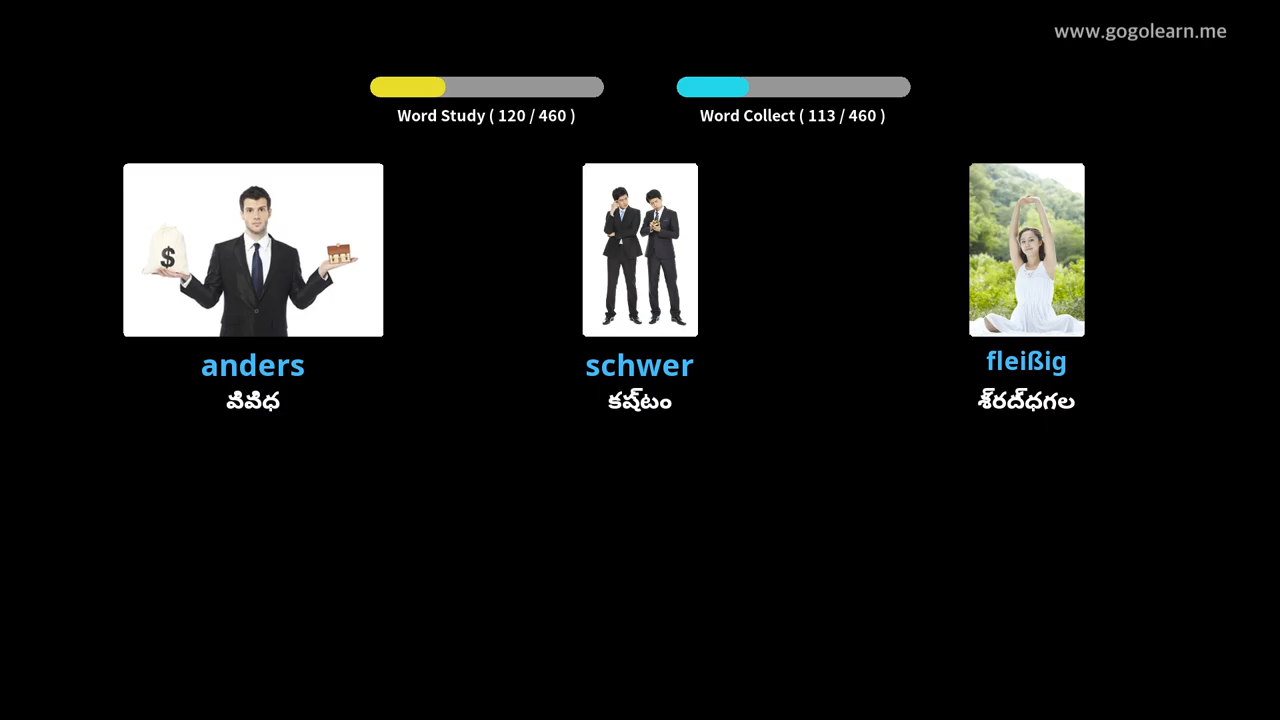 www.gogolearn.me
Word Study ( 120 / 460 )
Word Collect ( 113 / 460 )
anders
schwer
fleißig
వివిధ
కష్టం
శ్రద్ధగల